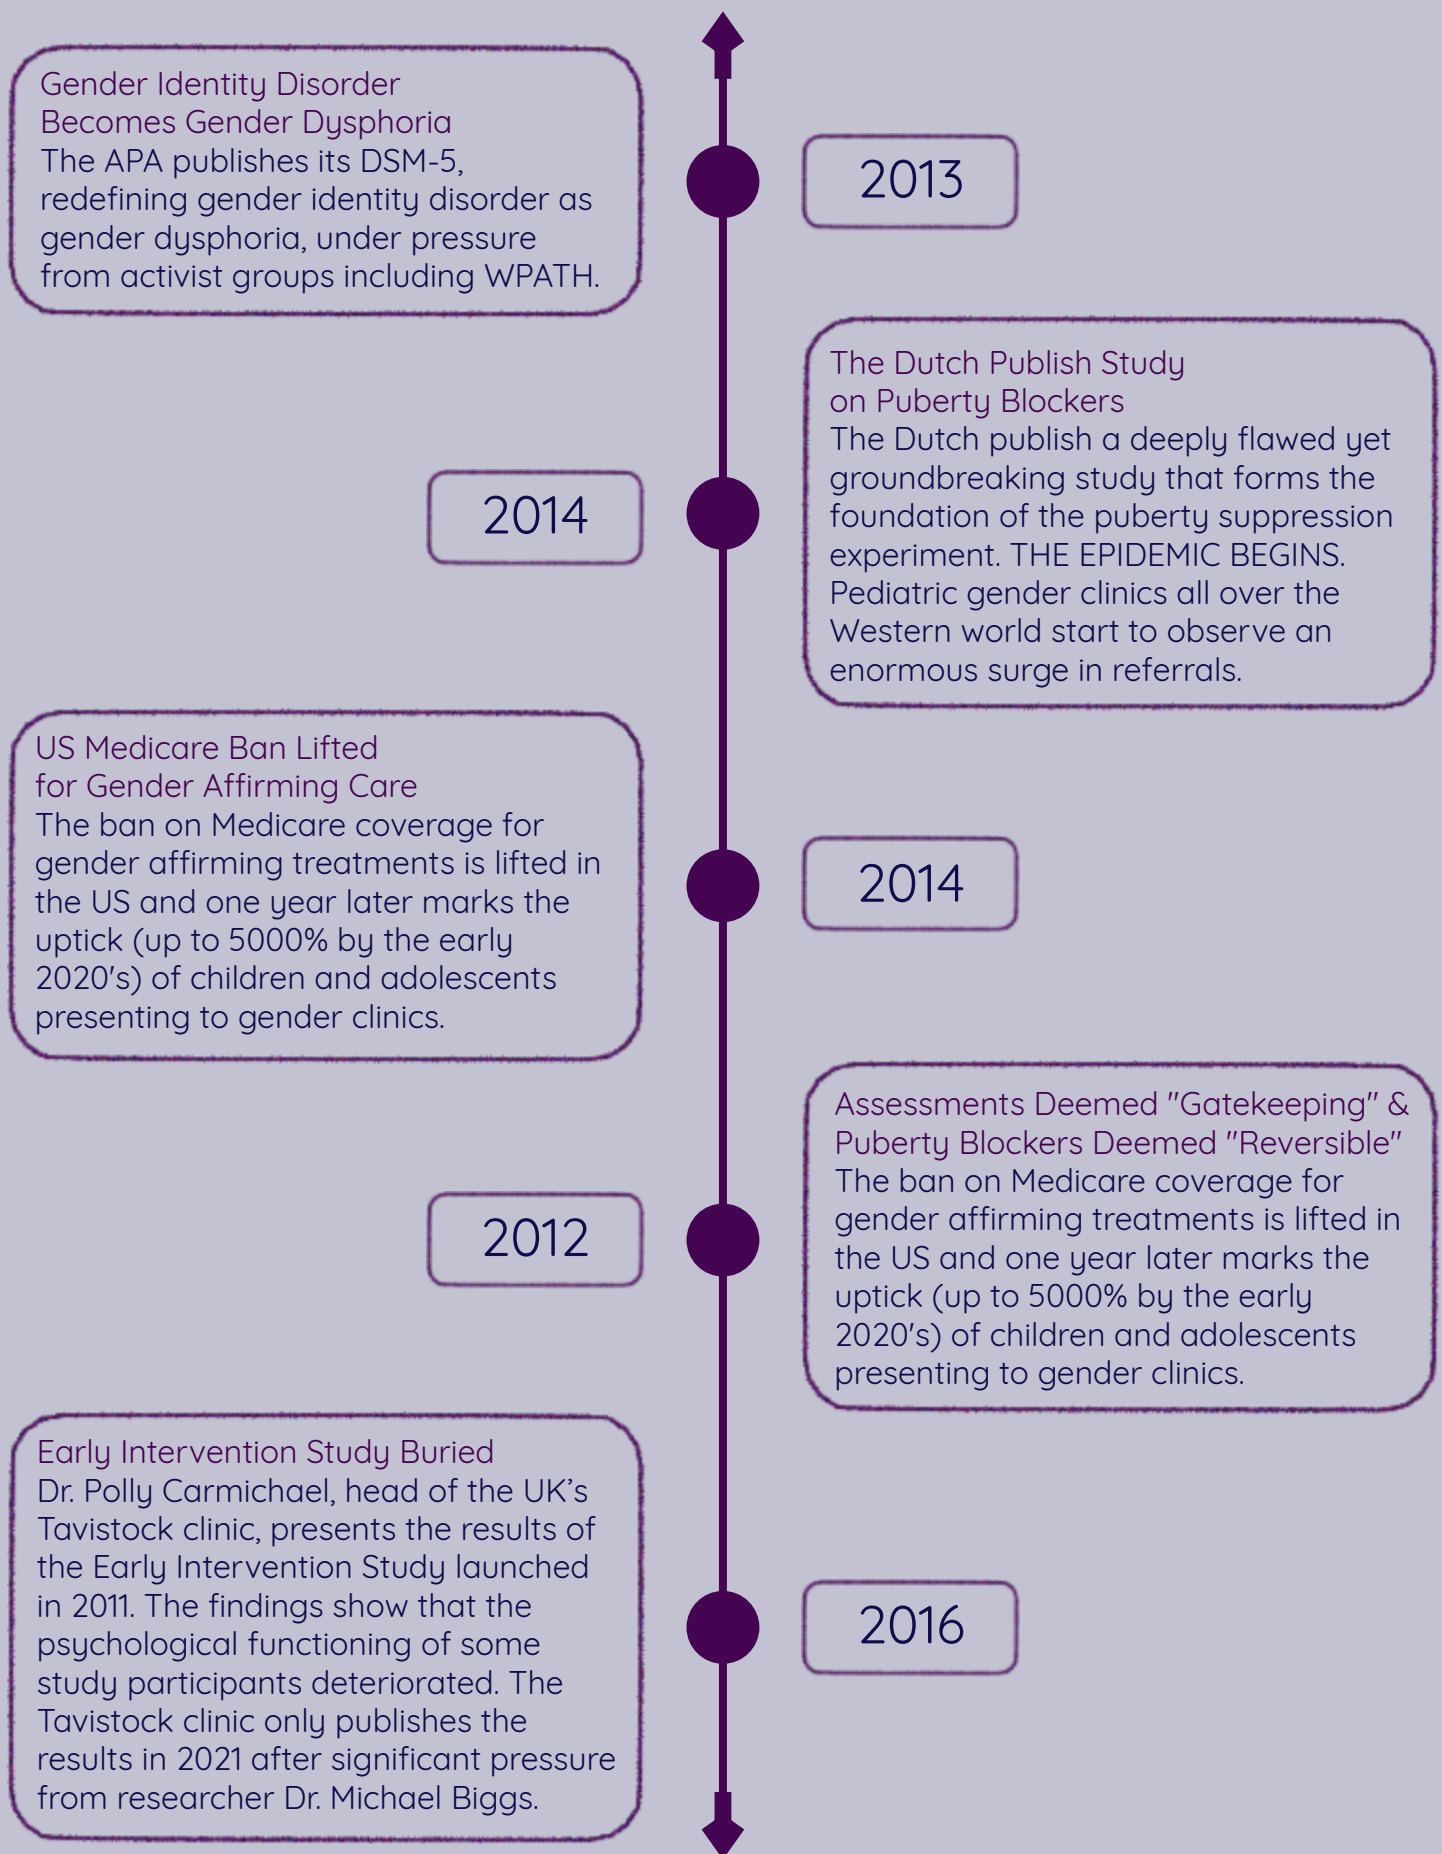 Gender Identity Disorder
Becomes Gender Dysphoria
The APA publishes its DSM-5,
redefining gender identity disorder as
gender dysphoria, under pressure
from activist groups including WPATH.
2013
The Dutch Publish Study
on Puberty Blockers
The Dutch publish a deeply flawed yet
groundbreaking study that forms the
foundation of the puberty suppression
experiment. THE EPIDEMIC BEGINS.
Pediatric gender clinics all over the
Western world start to observe an
enormous surge in referrals.
2014
US Medicare Ban Lifted
for Gender Affirming Care
The ban on Medicare coverage for
gender affirming treatments is lifted in
the US and one year later marks the
uptick (up to 5000% by the early
2020's) of children and adolescents
presenting to gender clinics.
2014
Assessments Deemed "Gatekeeping" &
Puberty Blockers Deemed "Reversible"
The ban on Medicare coverage for
gender affirming treatments is lifted in
the US and one year later marks the
uptick (up to 5000% by the early
2020's) of children and adolescents
presenting to gender clinics.
2012
Early Intervention Study Buried
Dr. Polly Carmichael, head of the UK’s
Tavistock clinic, presents the results of
the Early Intervention Study launched
in 2011. The findings show that the
psychological functioning of some
study participants deteriorated. The
Tavistock clinic only publishes the
results in 2021 after significant pressure
from researcher Dr. Michael Biggs.
2016